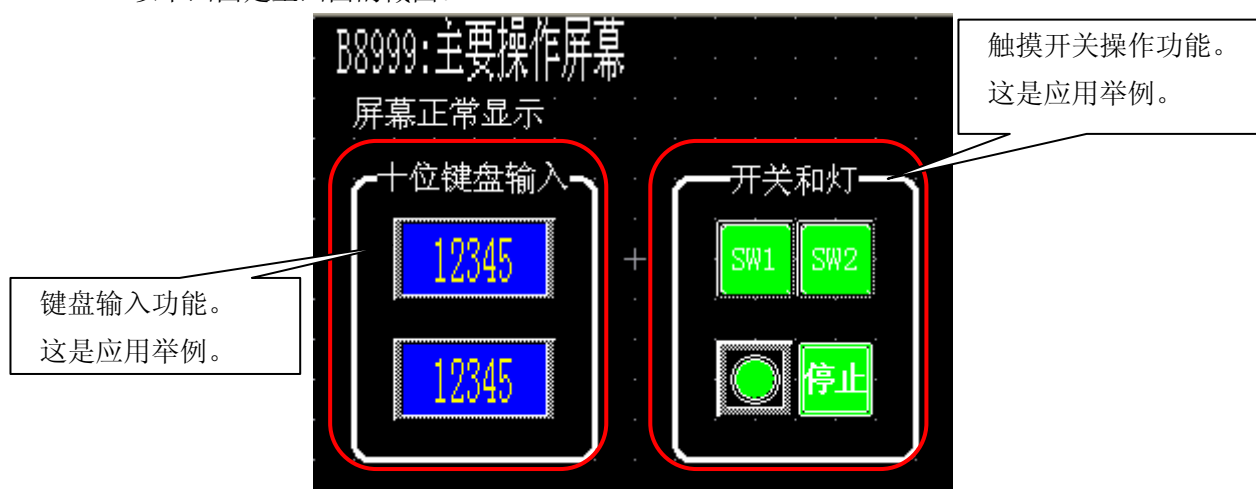 B8999:主要操作屏幕
屏幕正常显示
触摸开关操作功能。
这是应用举例。
十位键盘输入
开关和灯
12345
SW1
SW2
键盘输入功能。
这是应用举例。
12345
停止